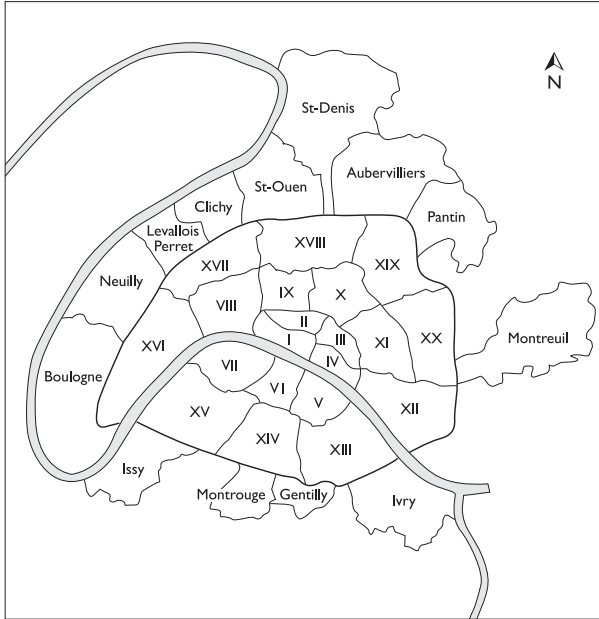 N
St-Denis
Aubervilliers
St-Ouen
Clichy
Pantin
Levallois
Perret
XVIII
XVII
XIX
Neuilly
IX
X
VIII
II
I
III
XI
XX
Montreuil
XVI
IV
VII
Boulogne
VI
V
XII
XV
XIV
XIII
Issy
Montrouge
Gentilly
Ivry